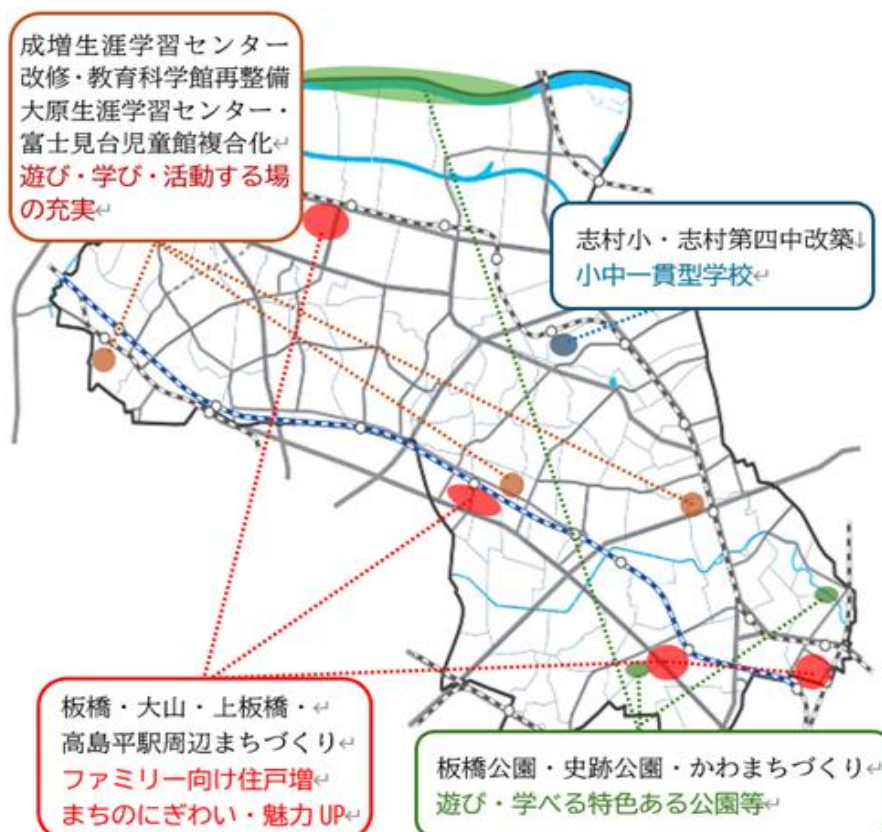 成増生涯学習センター
改修・教育科学館再整備
大原生涯学習センター・
富士見台児童館複合化↵
遊び・学び・活動する場
の充実↵
志村小・志村第四中改築↓
小中一貫型学校↵
板橋・大山・上板橋・↵
高島平駅周辺まちづくり↵
ファミリー向け住戸増↵
まちのにぎわい・魅力UP↵
板橋公園・史跡公園・かわまちづくり↵
遊び・学べる特色ある公園等↵